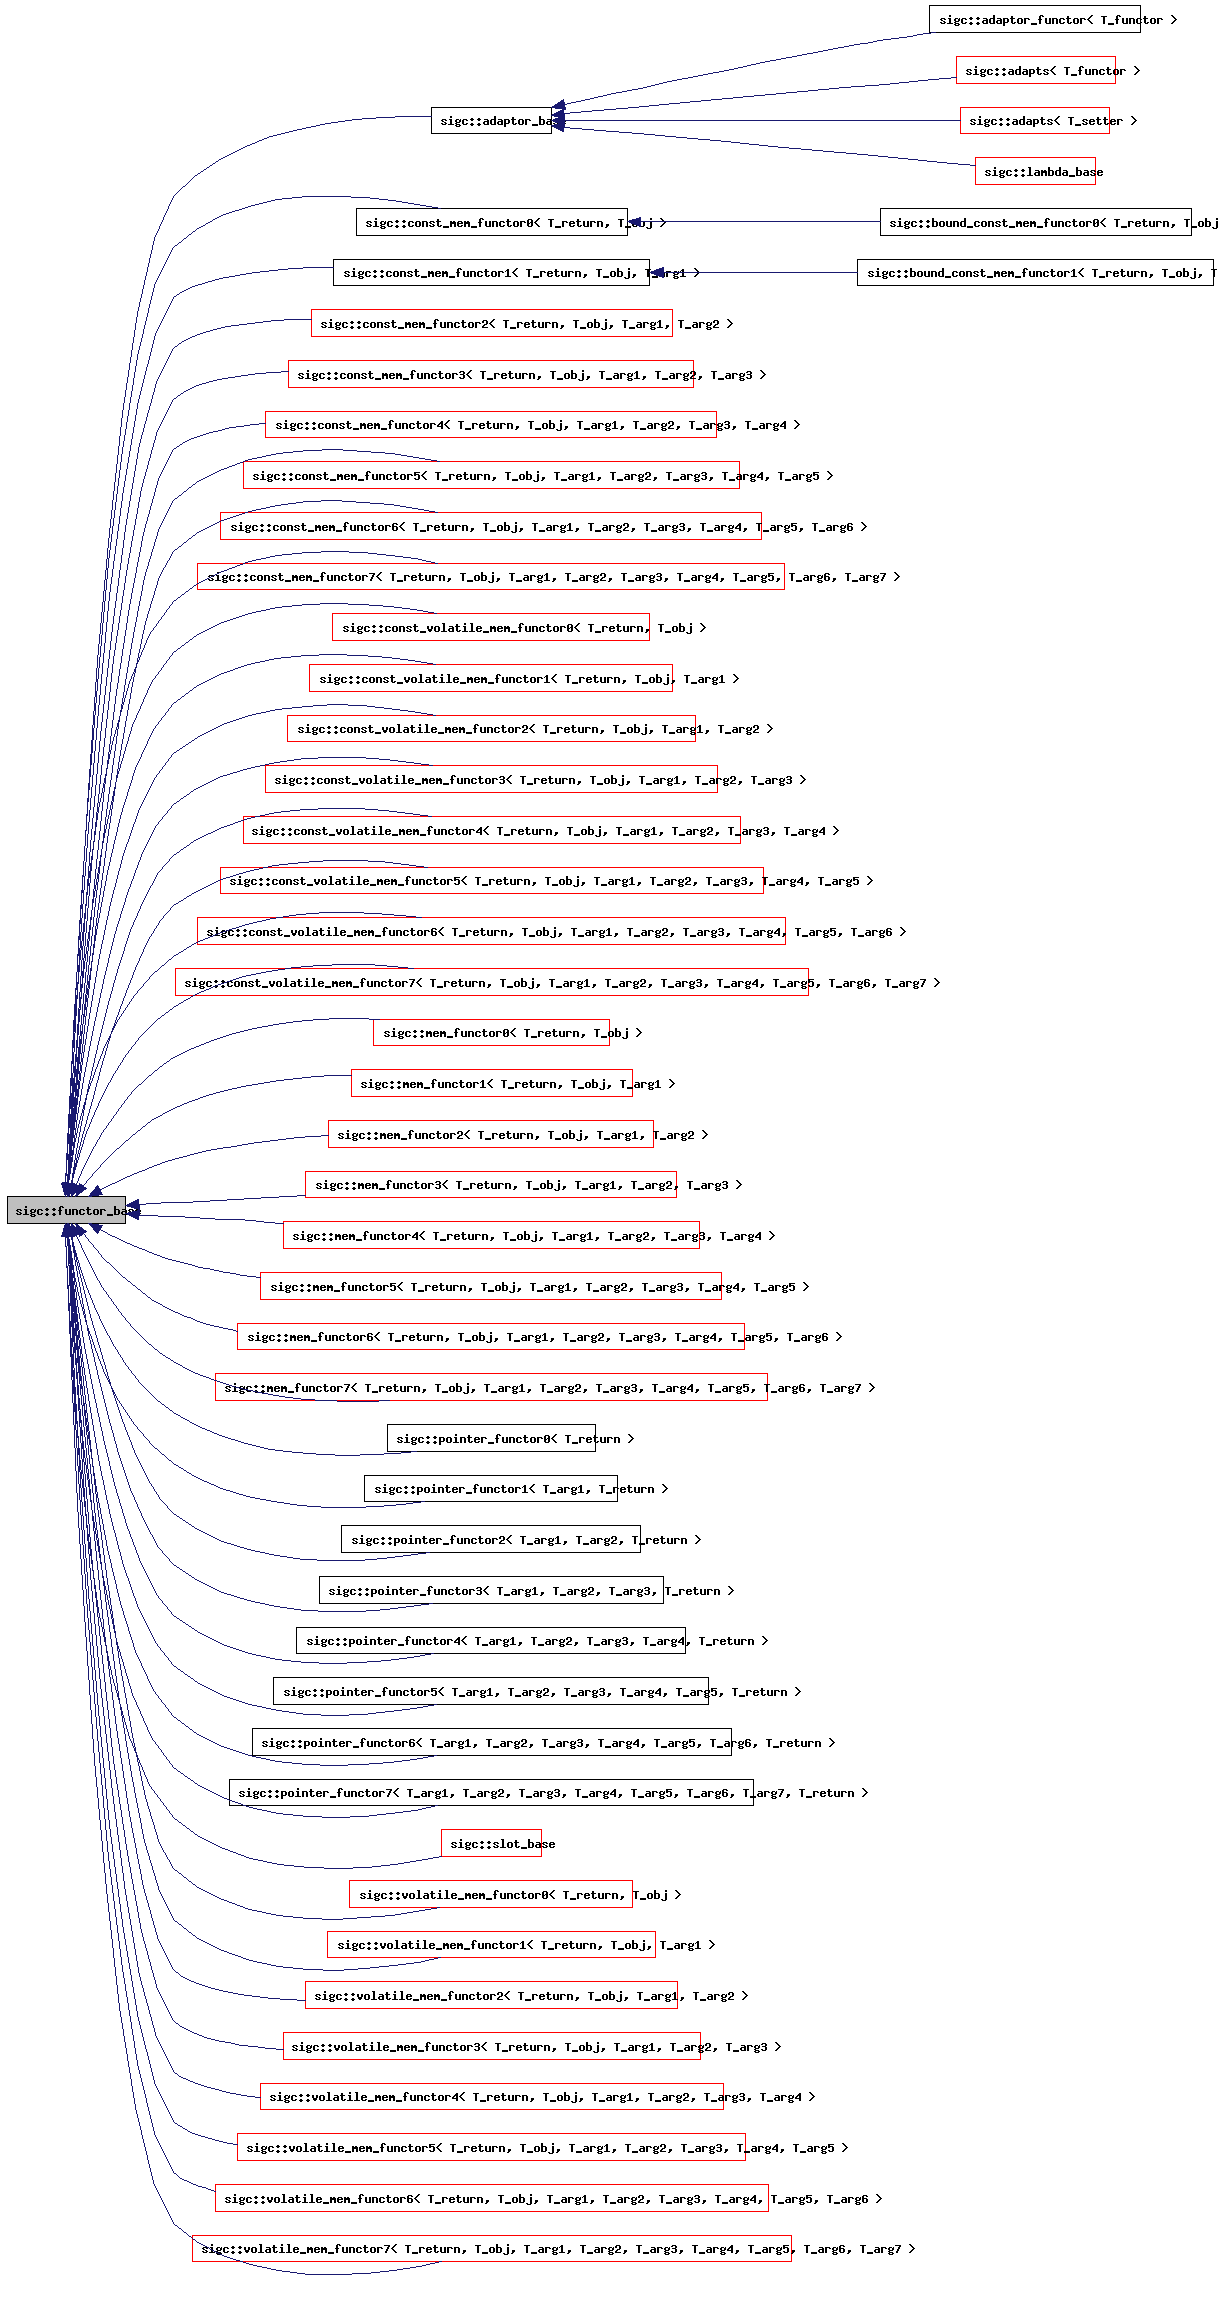 sigc::adaptor_functor< T_functor >
sigc::adapts< T_functor >
sigc::adaptor_base
sigc::adapts< T_setter >
sigc::lambda_base
sigc::const_mem_functor0< T_return, T_obj >
sigc::bound_const_mem_functor0< T_return, T_obj
sigc::const_mem_functor1< T_return, T_obj, T_arg1 >
sigc::bound_const_mem_functor1< T_return, T_obj, T
sigc::const_mem_functor2< T_return, T_obj, T_arg1, T_arg2 >
sigc::const_mem_functor3< T_return, T_obj, T_arg1, T_arg2, T_arg3 >
sigc::const_mem_functor4< T_return, T_obj, T_arg1, T_arg2, T_arg3, T_arg4 >
sigc::const_mem_functor5< T_return, T_obj, T_arg1, T_arg2, T_arg3, T_arg4, T_arg5 >
sigc::const_mem_functor6< T_return, T_obj, T_arg1, T_arg2, T_arg3, T_arg4, T_arg5, T_arg6 >
sigc::const_mem_functor7< T_return, T_obj, T_arg1, T_arg2, T_arg3, T_arg4, T_arg5, T_arg6, T_arg7 >
sigc::const_volatile_mem_functor0< T_return, T_obj >
sigc::const_volatile_mem_functor1< T_return, T_obj, T_arg1 >
sigc::const_volatile_mem_functor2< T_return, T_obj, T_arg1, T_arg2 >
sigc::const_volatile_mem_functor3< T_return, T_obj, T_arg1, T_arg2, T_arg3 >
sigc::const_volatile_mem_functor4< T_return, T_obj, T_arg1, T_arg2, T_arg3, T_arg4 >
sigc::const_volatile_mem_functor5< T_return, T_obj, T_arg1, T_arg2, T_arg3, T_arg4, T_arg5 >
sigc::const_volatile_mem_functor6< T_return, T_obj, T_arg1, T_arg2, T_arg3, T_arg4, T_arg5, T_arg6 >
sigc::const_volatile_mem_functor7< T_return, T_obj, T_arg1, T_arg2, T_arg3, T_arg4, T_arg5, T_arg6, T_arg7 >
sigc::mem_functor0< T_return, T_obj >
sigc::mem_functor1< T_return, T_obj, T_arg1 >
sigc::mem_functor2< T_return, T_obj, T_arg1, T_arg2 >
sigc::mem_functor3< T_return, T_obj, T_arg1, T_arg2, T_arg3 >
sigc::functor_base
sigc::mem_functor4< T_return, T_obj, T_arg1, T_arg2, T_arg3, T_arg4 >
sigc::mem_functor5< T_return, T_obj, T_arg1, T_arg2, T_arg3, T_arg4, T_arg5 >
sigc::mem_functor6< T_return, T_obj, T_arg1, T_arg2, T_arg3, T_arg4, T_arg5, T_arg6 >
sigc::mem_functor7< T_return, T_obj, T_arg1, T_arg2, T_arg3, T_arg4, T_arg5, T_arg6, T_arg7 >
sigc::pointer_functor0< T_return >
sigc::pointer_functor1< T_arg1, T_return >
sigc::pointer_functor2< T_arg1, T_arg2, T_return >
sigc::pointer_functor3< T_arg1, T_arg2, T_arg3, T_return >
sigc::pointer_functor4< T_arg1, T_arg2, T_arg3, T_arg4, T_return >
sigc::pointer_functor5< T_arg1, T_arg2, T_arg3, T_arg4, T_arg5, T_return >
sigc::pointer_functor6< T_arg1, T_arg2, T_arg3, T_arg4, T_arg5, T_arg6, T_return >
sigc::pointer_functor7< T_arg1, T_arg2, T_arg3, T_arg4, T_arg5, T_arg6, T_arg7, T_return >
sigc::slot_base
sigc::volatile_mem_functor0< T_return, T_obj >
sigc::volatile_mem_functor1< T_return, T_obj, T_arg1 >
sigc::volatile_mem_functor2< T_return, T_obj, T_arg1, T_arg2 >
sigc::volatile_mem_functor3< T_return, T_obj, T_arg1, T_arg2, T_arg3 >
sigc::volatile_mem_functor4< T_return, T_obj, T_arg1, T_arg2, T_arg3, T_arg4 >
sigc::volatile_mem_functor5< T_return, T_obj, T_arg1, T_arg2, T_arg3, T_arg4, T_arg5 >
sigc::volatile_mem_functor6< T_return, T_obj, T_arg1, T_arg2, T_arg3, T_arg4, T_arg5, T_arg6 >
sigc::volatile_mem_functor7< T_return, T_obj, T_arg1, T_arg2, T_arg3, T_arg4, T_arg5, T_arg6, T_arg7 >